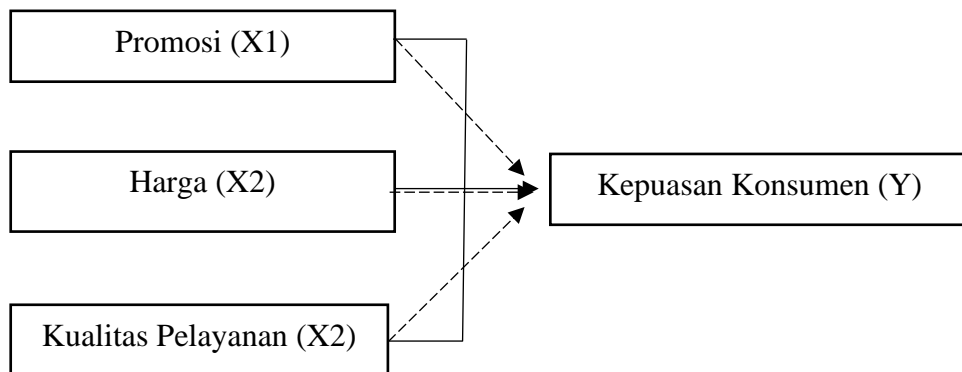 Promosi (X1)
Harga (X2)
Kepuasan Konsumen (Y)
Kualitas Pelayanan (X2)